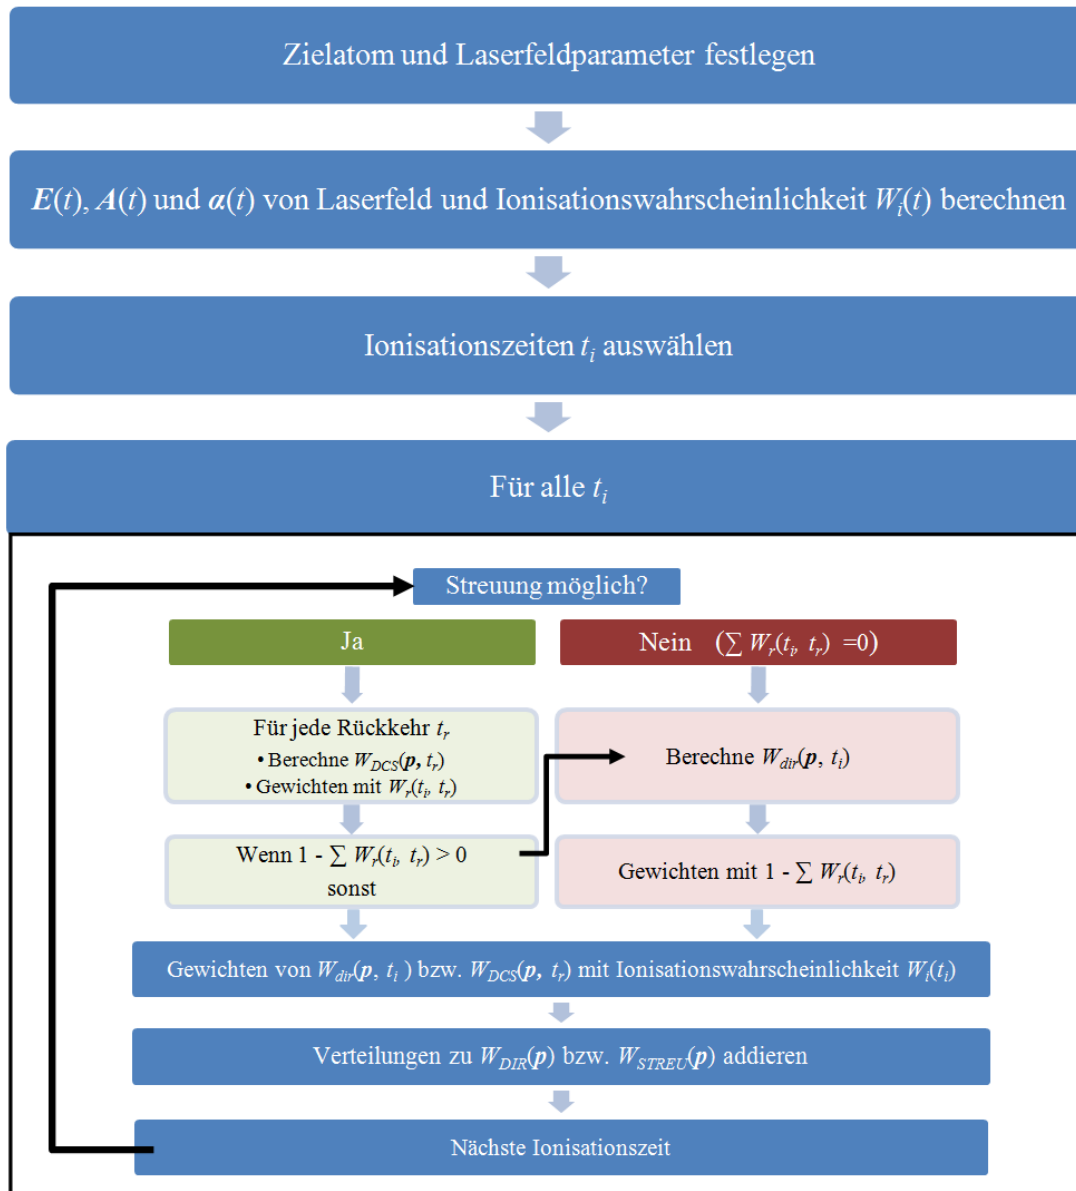 Zielatom und Laserfeldparameter festlegen
E(t), A(t) und α(t) von Laserfeld und Ionisationswahrscheinlichkeit Wi(t) berechnen
Ionisationszeiten ti auswählen
Für alle ti
Streuung möglich?
Ja
Nein (∑ Wr(ti, tr) =0)
Für jede Rückkehr tr
• Berechne WDCS(p, tr)
• Gewichten mit Wr(ti, tr)
Berechne Wdir(p, ti)
Wenn 1 - ∑ Wr(ti, tr) > 0
sonst
Gewichten mit 1 - ∑ Wr(ti, tr)
Gewichten von Wdir(p, ti ) bzw. WDCS(p, tr) mit Ionisationswahrscheinlichkeit Wi(ti)
Verteilungen zu WDIR(p) bzw. WSTREU(p) addieren
Nächste Ionisationszeit